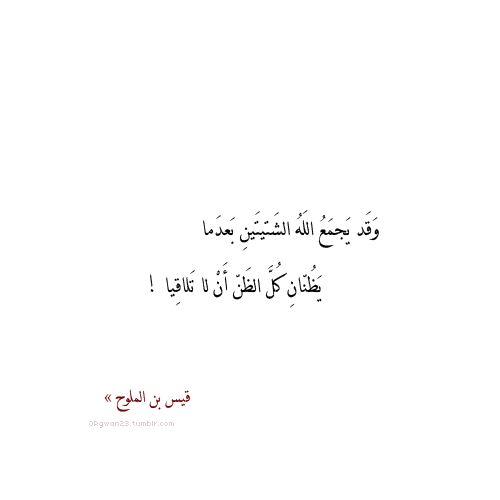 وَقَد يَجمَعُ اللَهُ الشَتيتَينِ بَعدَما
يَظُنّانِ كُلَّ الظَنّ أَنْ لا تَلاقِيا !
قيس بن الملوح »
ORgwan23.tumblr.com